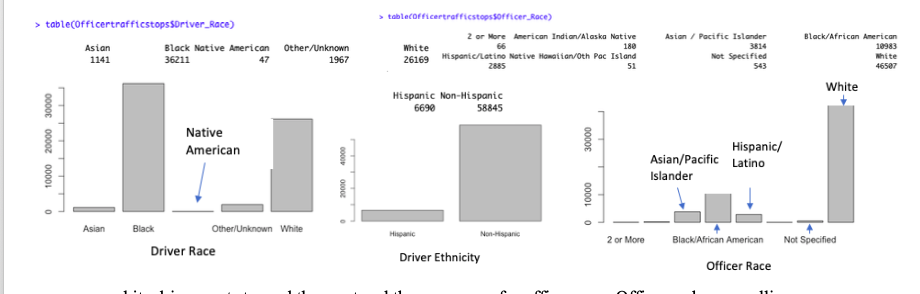 > table(Officertrafficstops$Driver_Race)
Asian Black Native American Other/Unknown White
1141 36211 47 1967 26169
> table(Officertrafficstops$Officer_Race)
2 or More American Indian/Alaska Native Asian / Pacific Islander Black/African American
66 180 3814 10983
Hispanic/Latino Native Hawaiian/Oth Pac Island Not Specified White
2885 51 543 46507
Hispanic Non-Hispanic
6690 58845
0 10000 20000 30000
Native
American
Asian Black Other/Unknown White
Driver Race
0 20000 40000
Hispanic Non-Hispanic
Driver Ethnicity
0 10000 30000
Asian/Pacific
Islander
Hispanic/
Latino
White
2 or More Black/African American Not Specified
Officer Race